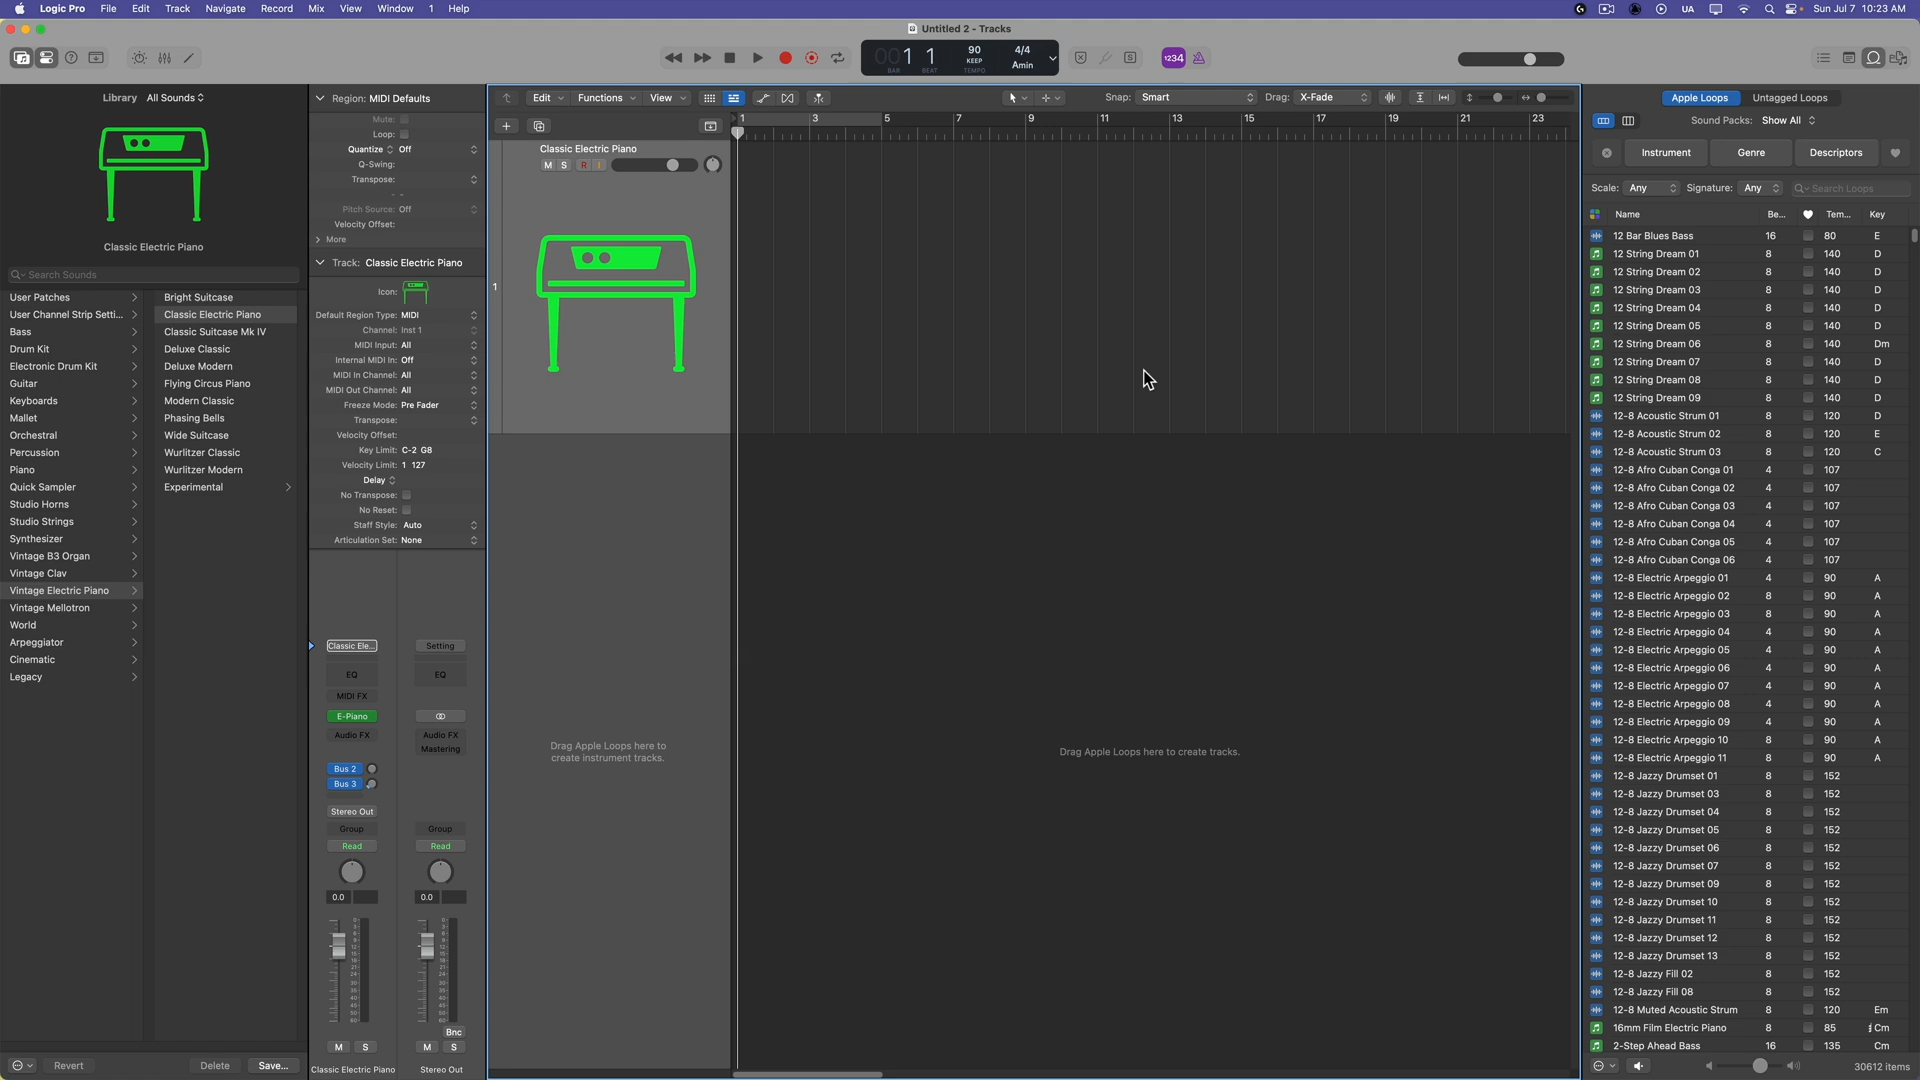 Logic Pro File Edit Track Navigate Record Mix View Window 1 Help UA Sun Jul 7 10:23 AM
Untitled 2 - Tracks
001 1 90 4/4
KEEP Amin
BAR BEAT TEMPO
1234
Library All Sounds
Classic Electric Piano
Search Sounds
User Patches
User Channel Strip Setti...
Bass
Drum Kit
Electronic Drum Kit
Guitar
Keyboards
Mallet
Orchestral
Percussion
Piano
Quick Sampler
Studio Horns
Studio Strings
Synthesizer
Vintage B3 Organ
Vintage Clav
Vintage Electric Piano
Vintage Mellotron
World
Arpeggiator
Cinematic
Legacy
Bright Suitcase
Classic Electric Piano
Classic Suitcase Mk IV
Deluxe Classic
Deluxe Modern
Flying Circus Piano
Modern Classic
Phasing Bells
Wide Suitcase
Wurlitzer Classic
Wurlitzer Modern
Experimental
Revert Delete Save...
Region: MIDI Defaults
Mute:
Loop:
Quantize Off
Q-Swing:
Transpose:
- -
Pitch Source: Off
Velocity Offset:
More
Track: Classic Electric Piano
Icon:
Default Region Type: MIDI
Channel: Inst 1
MIDI Input: All
Internal MIDI In: Off
MIDI In Channel: All
MIDI Out Channel: All
Freeze Mode: Pre Fader
Transpose:
Velocity Offset:
Key Limit: C-2 G8
Velocity Limit: 1 127
Delay
No Transpose:
No Reset:
Staff Style: Auto
Articulation Set: None
Classic Ele... Setting
EQ EQ
MIDI FX
E-Piano
Audio FX Audio FX
Mastering
Bus 2
Bus 3
Stereo Out
Group Group
Read Read
0.0 0.0
Bnc
M S M S
Classic Electric Piano Stereo Out
Edit Functions View Snap: Smart Drag: X-Fade
1 3 5 7 9 11 13 15 17 19 21 23
Classic Electric Piano
M S R I
1
Drag Apple Loops here to
create instrument tracks.
Drag Apple Loops here to create tracks.
Apple Loops Untagged Loops
Sound Packs: Show All
Instrument Genre Descriptors
Scale: Any Signature: Any Search Loops
Name Be... Tem... Key
12 Bar Blues Bass 16 80 E
12 String Dream 01 8 140 D
12 String Dream 02 8 140 D
12 String Dream 03 8 140 D
12 String Dream 04 8 140 D
12 String Dream 05 8 140 D
12 String Dream 06 8 140 Dm
12 String Dream 07 8 140 D
12 String Dream 08 8 140 D
12 String Dream 09 8 140 D
12-8 Acoustic Strum 01 8 120 D
12-8 Acoustic Strum 02 8 120 E
12-8 Acoustic Strum 03 8 120 C
12-8 Afro Cuban Conga 01 4 107
12-8 Afro Cuban Conga 02 4 107
12-8 Afro Cuban Conga 03 4 107
12-8 Afro Cuban Conga 04 4 107
12-8 Afro Cuban Conga 05 4 107
12-8 Afro Cuban Conga 06 4 107
12-8 Electric Arpeggio 01 4 90 A
12-8 Electric Arpeggio 02 4 90 A
12-8 Electric Arpeggio 03 4 90 A
12-8 Electric Arpeggio 04 4 90 A
12-8 Electric Arpeggio 05 4 90 A
12-8 Electric Arpeggio 06 4 90 A
12-8 Electric Arpeggio 07 4 90 A
12-8 Electric Arpeggio 08 4 90 A
12-8 Electric Arpeggio 09 4 90 A
12-8 Electric Arpeggio 10 4 90 A
12-8 Electric Arpeggio 11 4 90 A
12-8 Jazzy Drumset 01 8 152
12-8 Jazzy Drumset 03 8 152
12-8 Jazzy Drumset 04 8 152
12-8 Jazzy Drumset 05 8 152
12-8 Jazzy Drumset 06 8 152
12-8 Jazzy Drumset 07 8 152
12-8 Jazzy Drumset 09 8 152
12-8 Jazzy Drumset 10 8 152
12-8 Jazzy Drumset 11 8 152
12-8 Jazzy Drumset 12 8 152
12-8 Jazzy Drumset 13 8 152
12-8 Jazzy Fill 02 8 152
12-8 Jazzy Fill 08 8 152
12-8 Muted Acoustic Strum 8 120 Em
16mm Film Electric Piano 8 85 Cm
2-Step Ahead Bass 16 135 Cm
30612 items